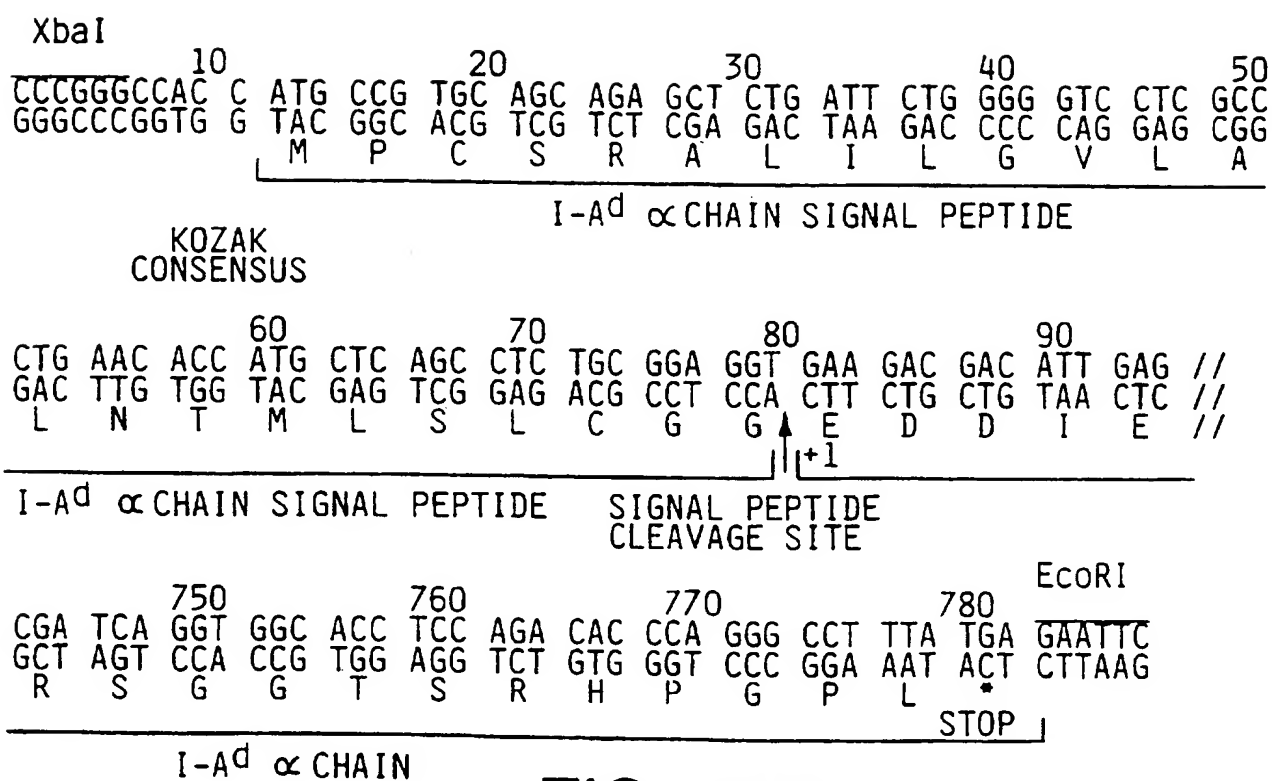 XbaI
10 20 30 40 50
CCCGGGCCAC C ATG CCG TGC AGC AGA GCT CTG ATT CTG GGG GTC CTC GCC
GGGCCCGGTG G TAC GGC ACG TCG TCT CGA GAC TAA GAC CCC CAG GAG CGG
M P C S R A L I L G V L A
I-Ad α CHAIN SIGNAL PEPTIDE
KOZAK
CONSENSUS
60 70 80 90
CTG AAC ACC ATG CTC AGC CTC TGC GGA GGT GAA GAC GAC ATT GAG //
GAC TTG TGG TAC GAG TCG GAG ACG CCT CCA CTT CTG CTG TAA CTC //
L N T M L S L C G G E D D I E //
+1
I-Ad α CHAIN SIGNAL PEPTIDE SIGNAL PEPTIDE
CLEAVAGE SITE
EcoRI
750 760 770 780
CGA TCA GGT GGC ACC TCC AGA CAC CCA GGG CCT TTA TGA GAATTC
GCT AGT CCA CCG TGG AGG TCT GTG GGT CCC GGA AAT ACT CTTAAG
R S G G T S R H P G P L *
STOP
I-Ad α CHAIN